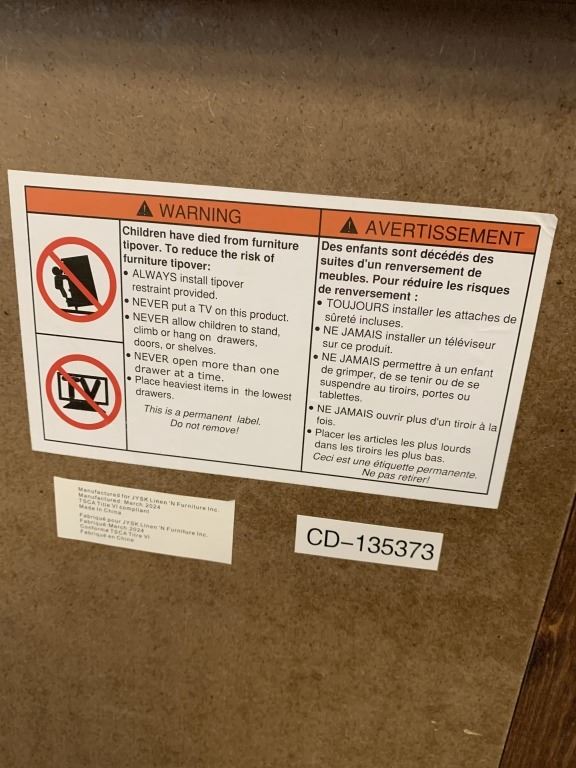 WARNING
Children have died from furniture
tipover. To reduce the risk of
furniture tipover:
• ALWAYS install tipover
restraint provided.
• NEVER put a TV on this product.
• NEVER allow children to stand,
climb or hang on drawers,
doors, or shelves.
• NEVER open more than one
drawer at a time.
• Place heaviest items in the lowest
drawers.
This is a permanent label.
Do not remove!
AVERTISSEMENT
Des enfants sont décédés des
suites d'un renversement de
meubles. Pour réduire les risques
de renversement :
• TOUJOURS installer les attaches de
sûreté incluses.
• NE JAMAIS installer un téléviseur
sur ce produit.
• NE JAMAIS permettre à un enfant
de grimper, de se tenir ou de se
suspendre au tiroirs, portes ou
tablettes.
• NE JAMAIS ouvrir plus d'un tiroir à la
fois.
• Placer les articles les plus lourds
dans les tiroirs les plus bas.
Ceci est une étiquette permanente.
Ne pas retirer!
TV
Manufactured for JYSK Linen 'N Furniture Inc.
Manufactured: March, 2024
TSCA Title VI compliant
Made in China
Fabriqué pour JYSK Linen 'N Furniture Inc.
Fabriqué: March, 2024
Conforme TSCA Titre VI
Fabriqué en Chine
CD-135373